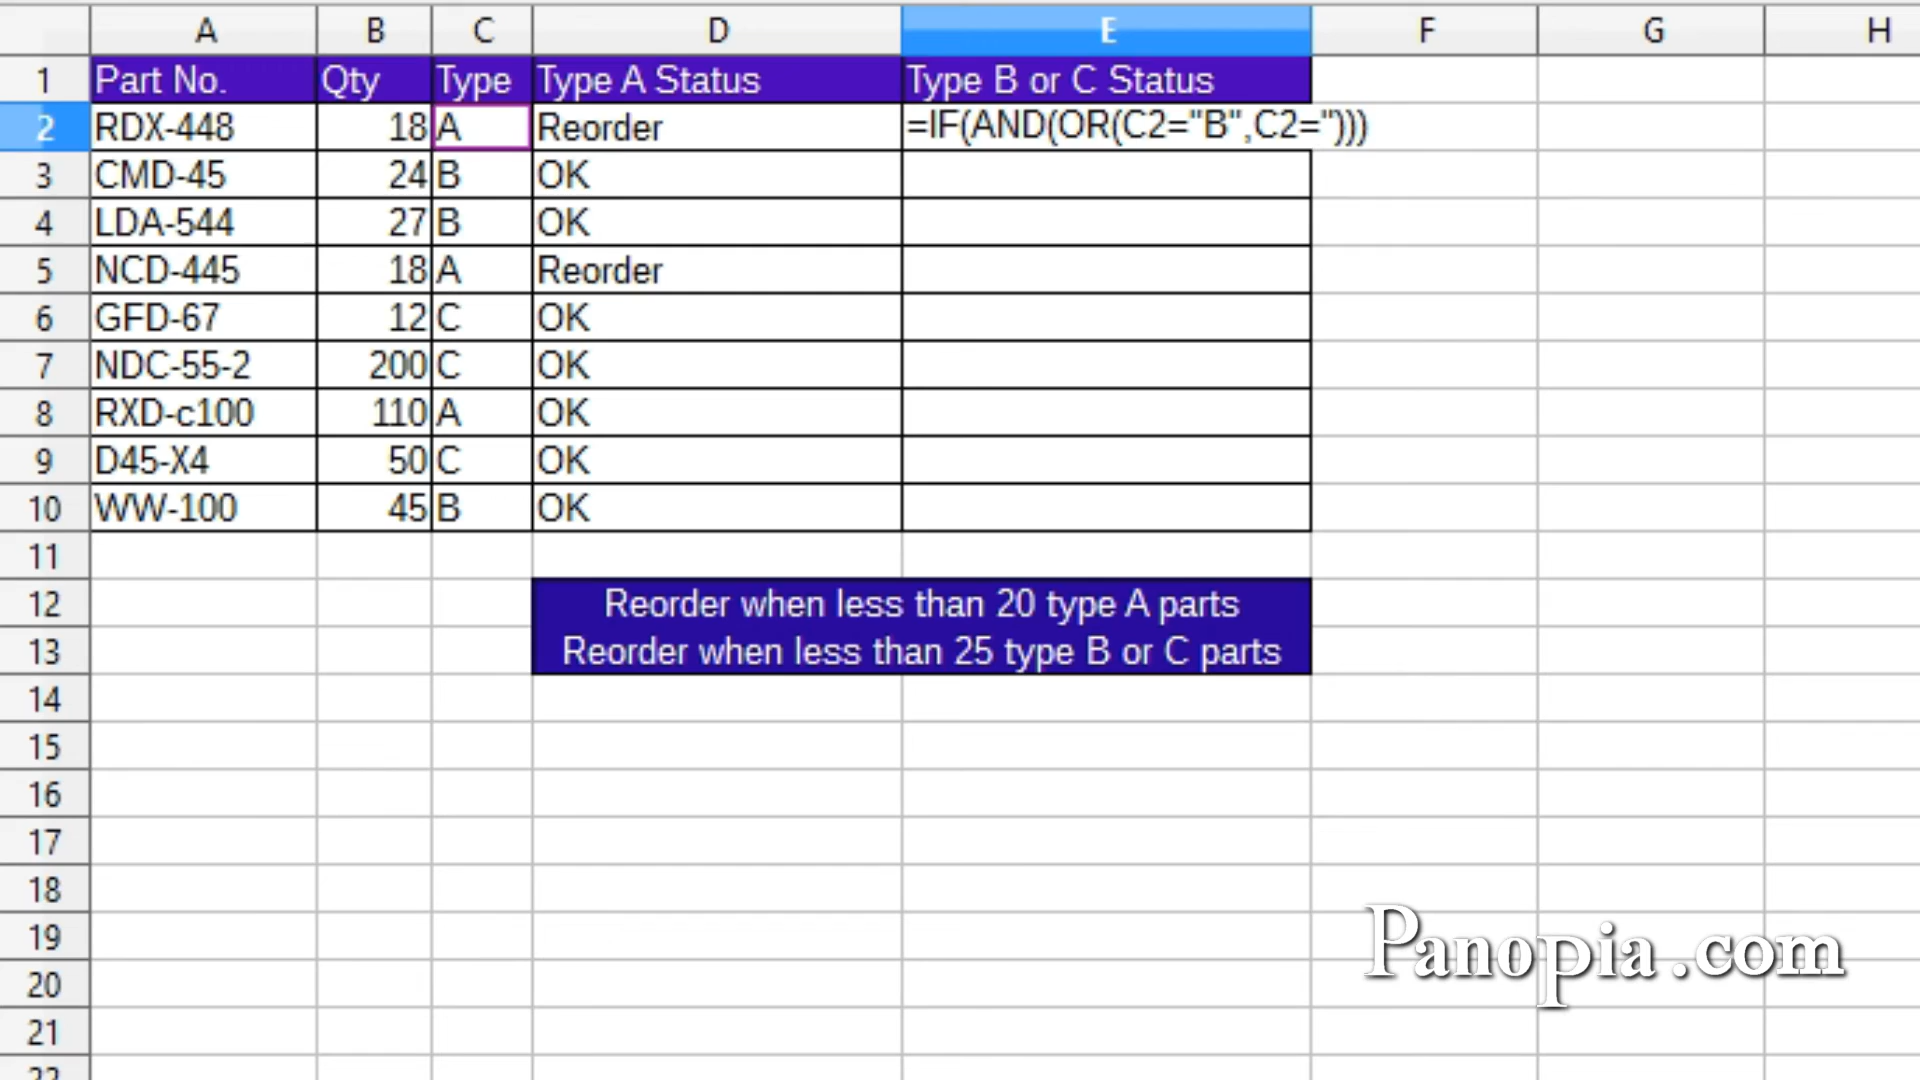 A B C D E F G H
1 Part No. Qty Type Type A Status Type B or C Status
2 RDX-448 18 A Reorder =IF(AND(OR(C2="B",C2=")))
3 CMD-45 24 B OK
4 LDA-544 27 B OK
5 NCD-445 18 A Reorder
6 GFD-67 12 C OK
7 NDC-55-2 200 C OK
8 RXD-c100 110 A OK
9 D45-X4 50 C OK
10 WW-100 45 B OK
11
12 Reorder when less than 20 type A parts
13 Reorder when less than 25 type B or C parts
14
15
16
17
18
19
Panopia.com
20
21
22